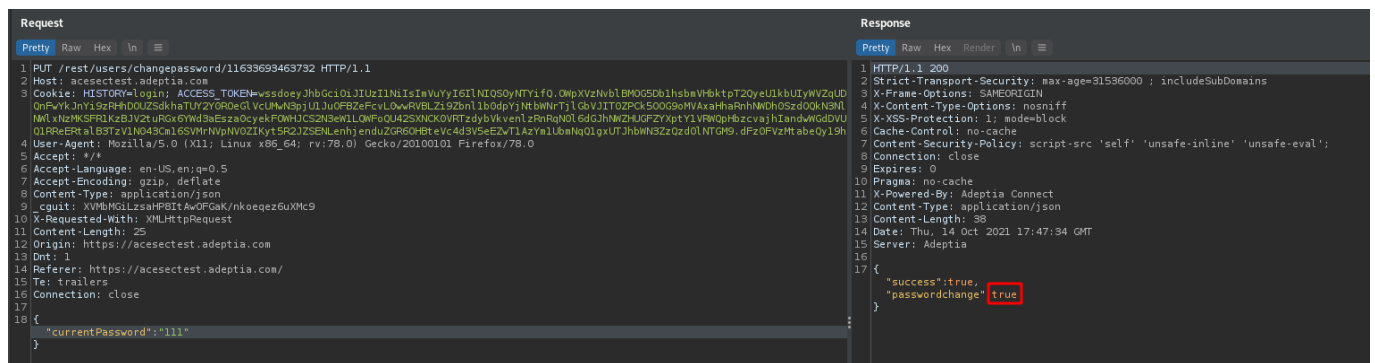 Request
Pretty Raw Hex \n ≡
1 PUT /rest/users/changepassword/11633693463732 HTTP/1.1
2 Host: acesectest.adeptia.com
3 Cookie: HISTORY=login;
4 User-Agent: Mozilla/5.0 (X11; Linux x86_64; rv:78.0) Gecko/20100101 Firefox/78.0
5 Accept: */*
6 Accept-Language: en-US,en;q=0.5
7 Accept-Encoding: gzip, deflate
8 Content-Type: application/json
9 _cguit:
10 X-Requested-With: XMLHttpRequest
11 Content-Length: 25
12 Origin: https://acesectest.adeptia.com
13 Dnt: 1
14 Referer: https://acesectest.adeptia.com/
15 Te: trailers
16 Connection: close
17
18 {
"currentPassword":"111"
}
Response
Pretty Raw Hex Render \n ≡
1 HTTP/1.1 200
2 Strict-Transport-Security: max-age=31536000 ; includeSubDomains
3 X-Frame-Options: SAMEORIGIN
4 X-Content-Type-Options: nosniff
5 X-XSS-Protection: 1; mode=block
6 Cache-Control: no-cache
7 Content-Security-Policy: script-src 'self' 'unsafe-inline' 'unsafe-eval';
8 Connection: close
9 Expires: 0
10 Pragma: no-cache
11 X-Powered-By: Adeptia Connect
12 Content-Type: application/json
13 Content-Length: 38
14 Date: Thu, 14 Oct 2021 17:47:34 GMT
15 Server: Adeptia
16
17 {
"success":true,
"passwordchange" true
}